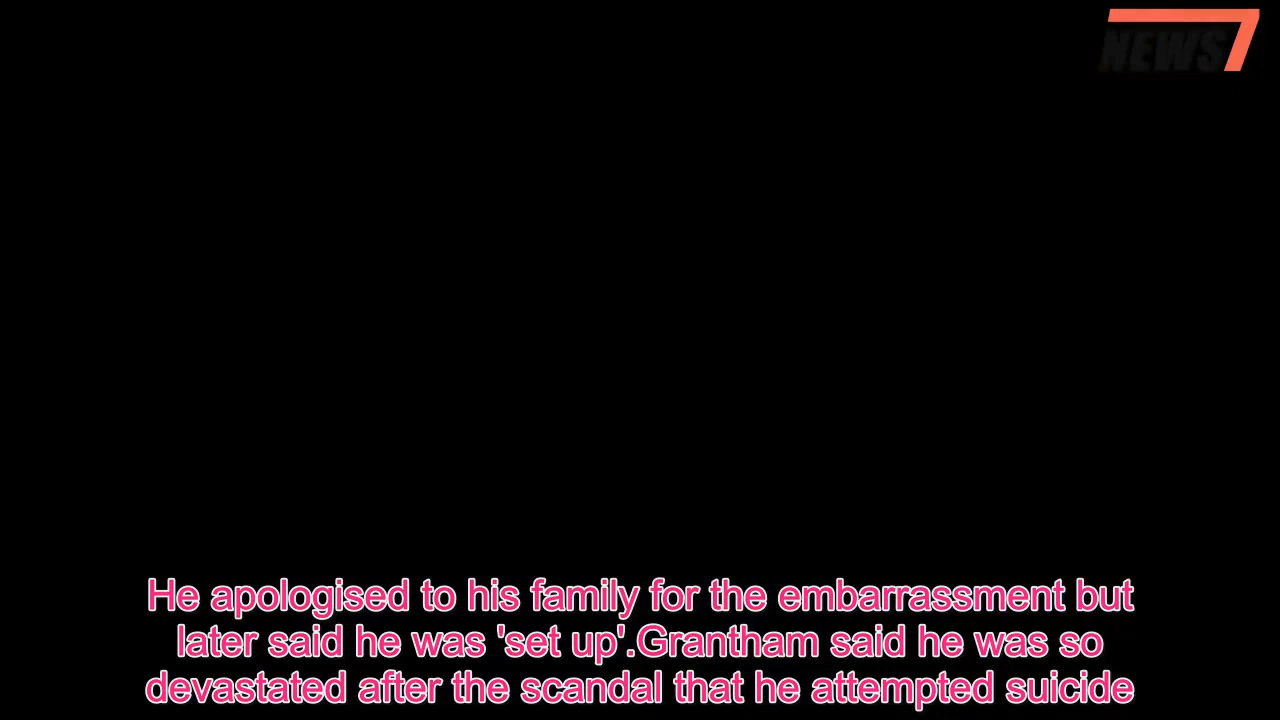 NEWS7
He apologised to his family for the embarrassment but
later said he was 'set up'.Grantham said he was so
devastated after the scandal that he attempted suicide